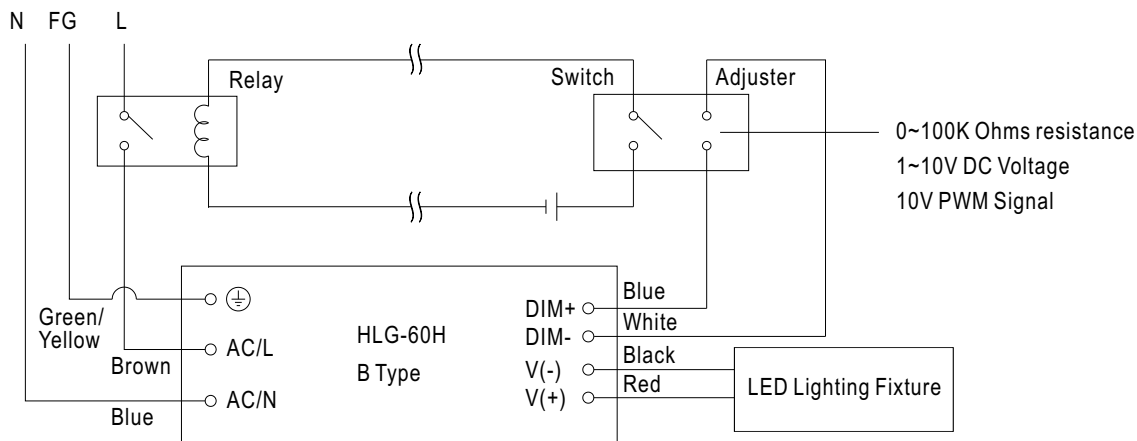 N FG L
Relay
Switch
Adjuster
0~100K Ohms resistance
1~10V DC Voltage
10V PWM Signal
Green/
Yellow
Brown
Blue
AC/L
AC/N
HLG-60H
B Type
DIM+
DIM-
V(-)
V(+)
Blue
White
Black
Red
LED Lighting Fixture